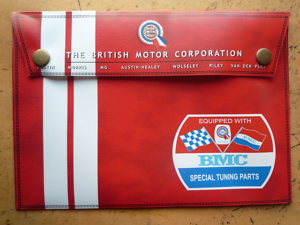 THE BRITISH MOTOR CORPORATION
AUSTIN MORRIS MG AUSTIN-HEALEY WOLSELEY RILEY VAN DEN PLAS
EQUIPPED WITH
BMC
SPECIAL TUNING PARTS